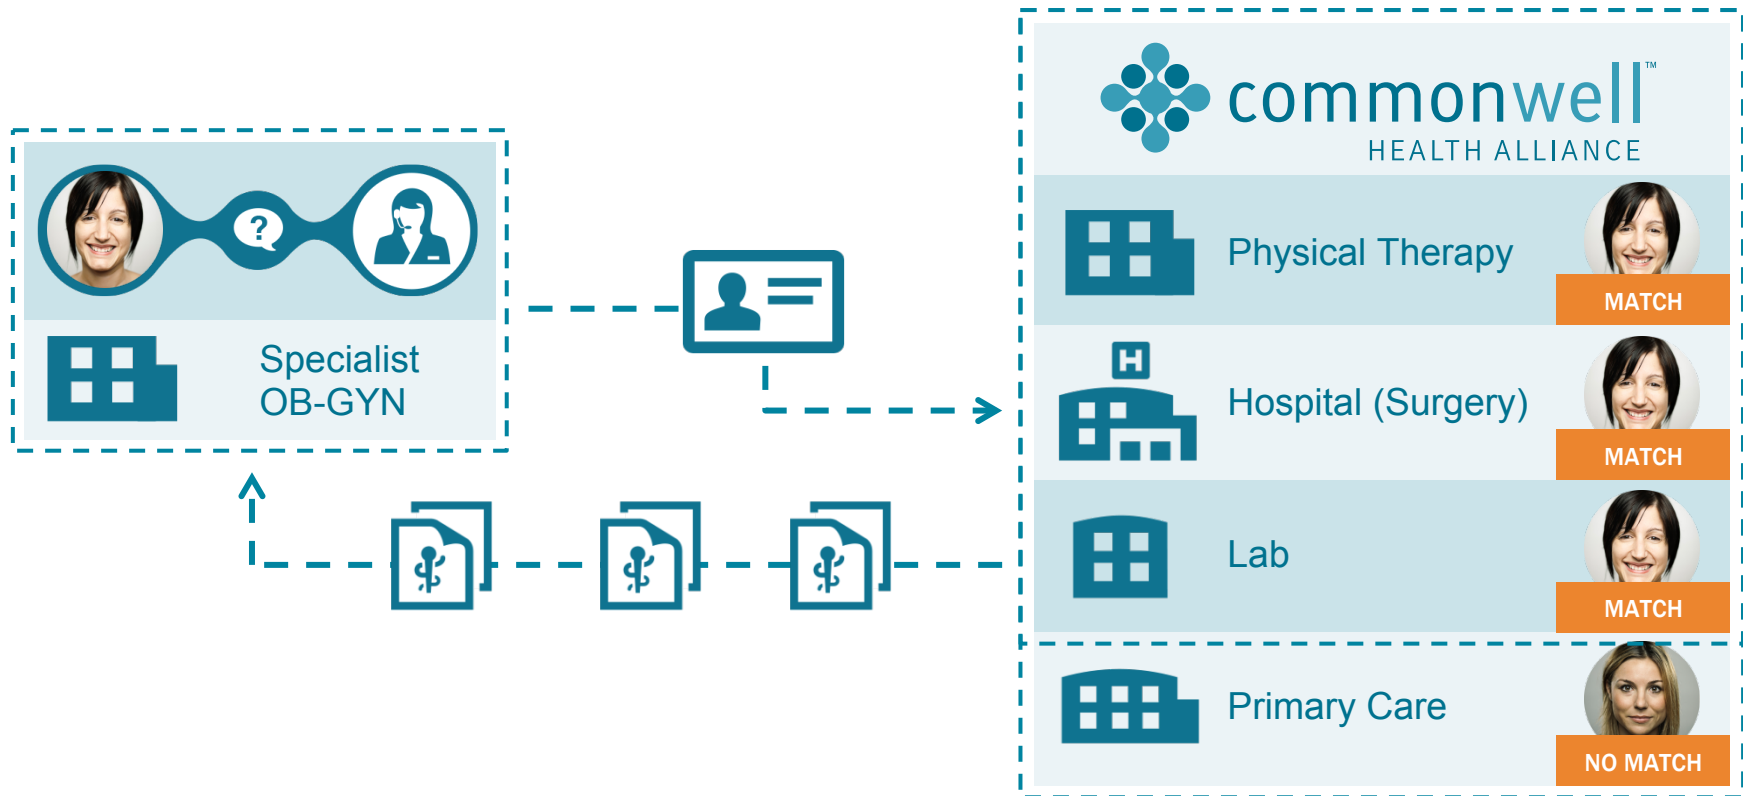 ?
Specialist
OB-GYN
commonwell™
HEALTH ALLIANCE
Physical Therapy
MATCH
H
Hospital (Surgery)
MATCH
Lab
MATCH
Primary Care
NO MATCH